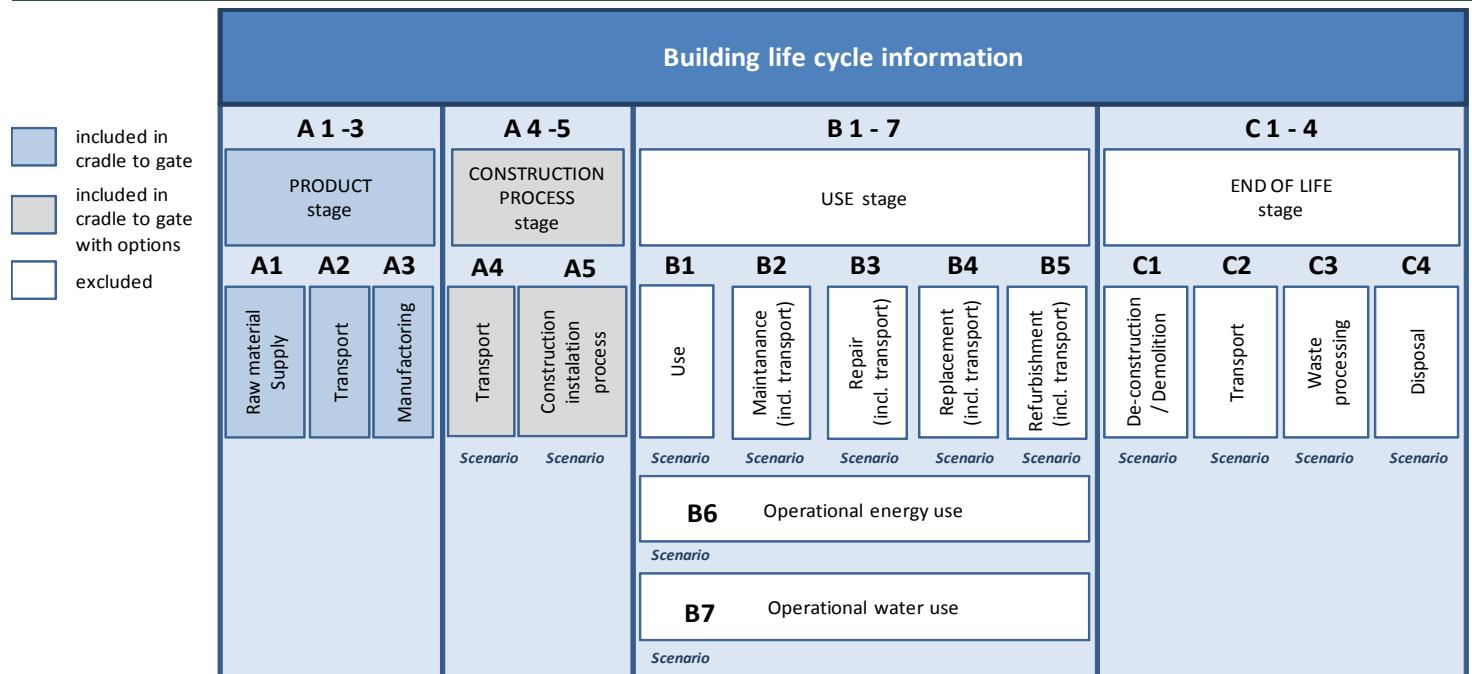 Building life cycle information
included in
cradle to gate
included in
cradle to gate
with options
excluded
A 1 -3
A 4 -5
B 1 - 7
C 1 - 4
PRODUCT
stage
CONSTRUCTION
PROCESS
stage
USE stage
END OF LIFE
stage
A1
A2
A3
A4
A5
B1
B2
B3
B4
B5
C1
C2
C3
C4
Raw material
Supply
Transport
Manufactoring
Transport
Construction
instalation
process
Use
Maintanance
(incl. transport)
Repair
(incl. transport)
Replacement
(incl. transport)
Refurbishment
(incl. transport)
De-construction
/ Demolition
Transport
Waste
processing
Disposal
Scenario
Scenario
Scenario
Scenario
Scenario
Scenario
Scenario
Scenario
Scenario
Scenario
Scenario
B6 Operational energy use
Scenario
B7 Operational water use
Scenario